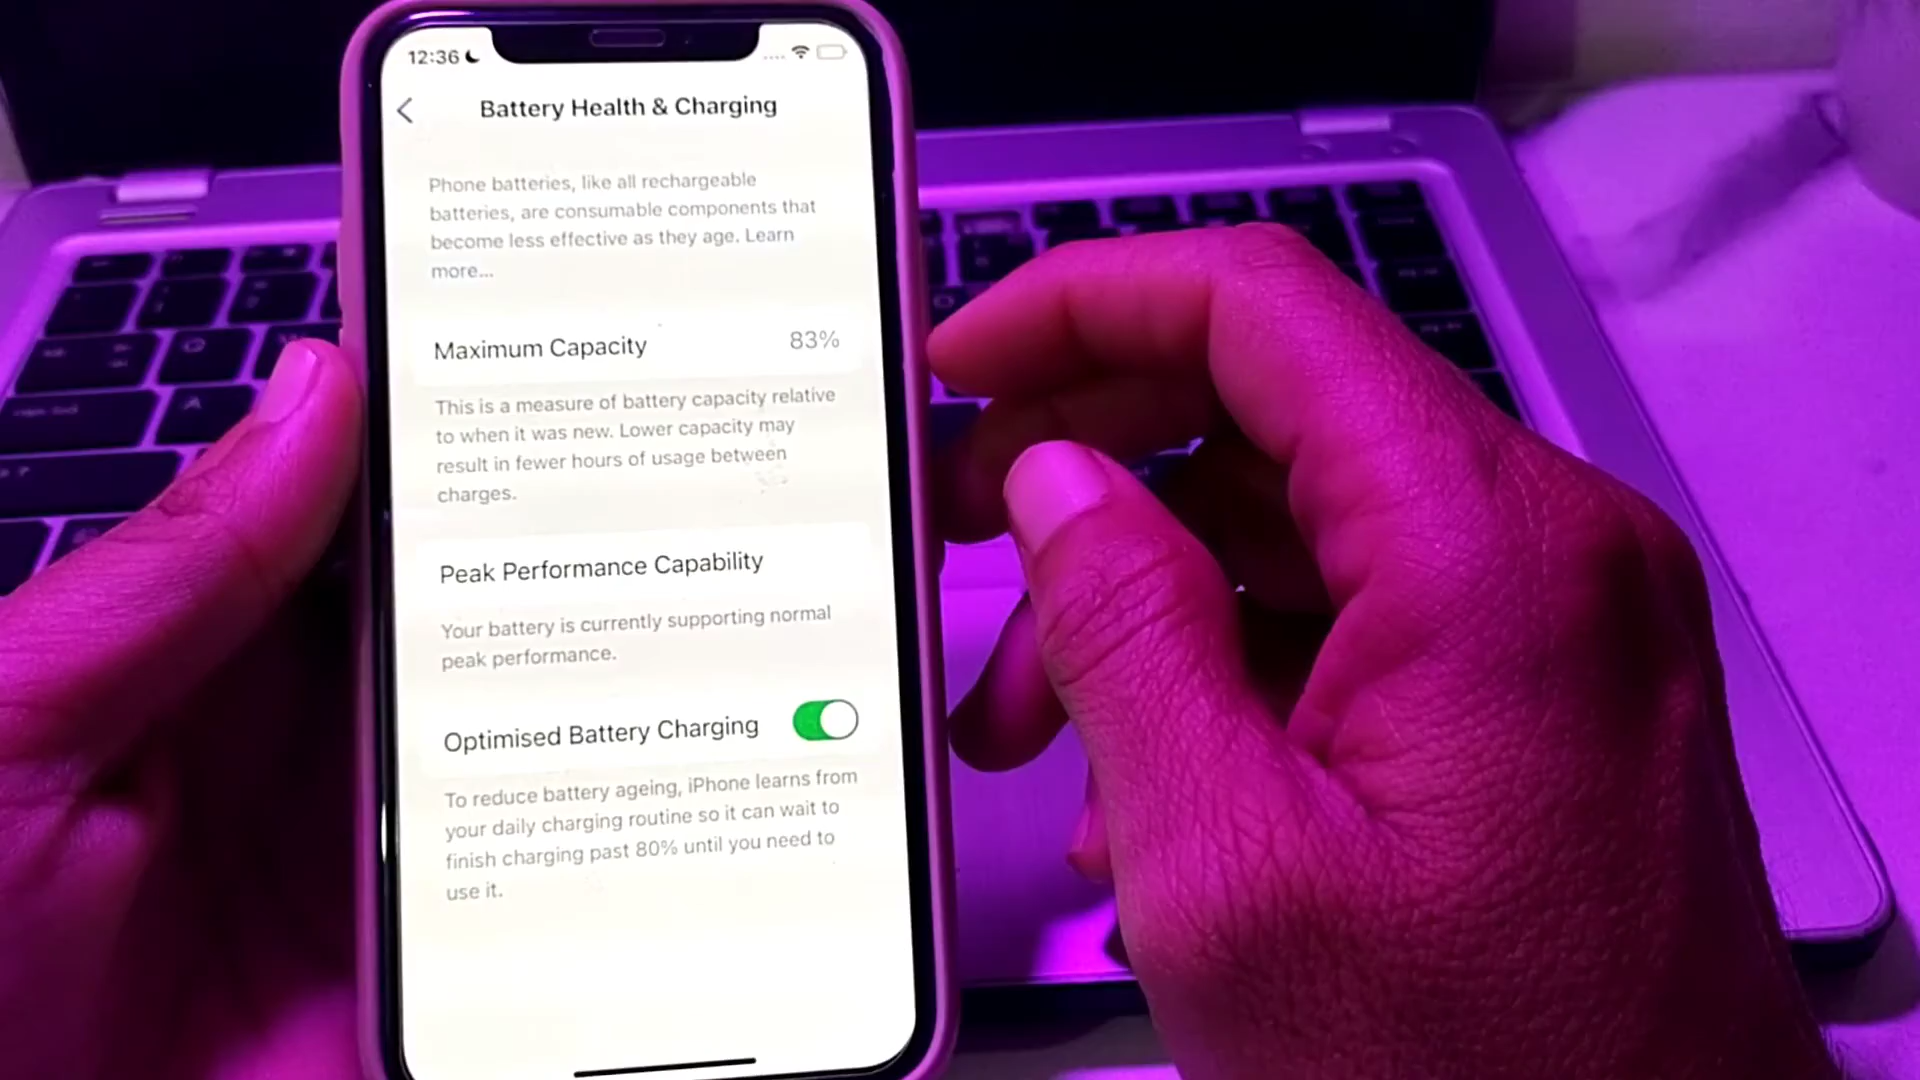 12:36
Battery Health & Charging
Phone batteries, like all rechargeable
batteries, are consumable components that
become less effective as they age. Learn
more...
Maximum Capacity 83%
This is a measure of battery capacity relative
to when it was new. Lower capacity may
result in fewer hours of usage between
charges.
Peak Performance Capability
Your battery is currently supporting normal
peak performance.
Optimised Battery Charging
To reduce battery ageing, iPhone learns from
your daily charging routine so it can wait to
finish charging past 80% until you need to
use it.